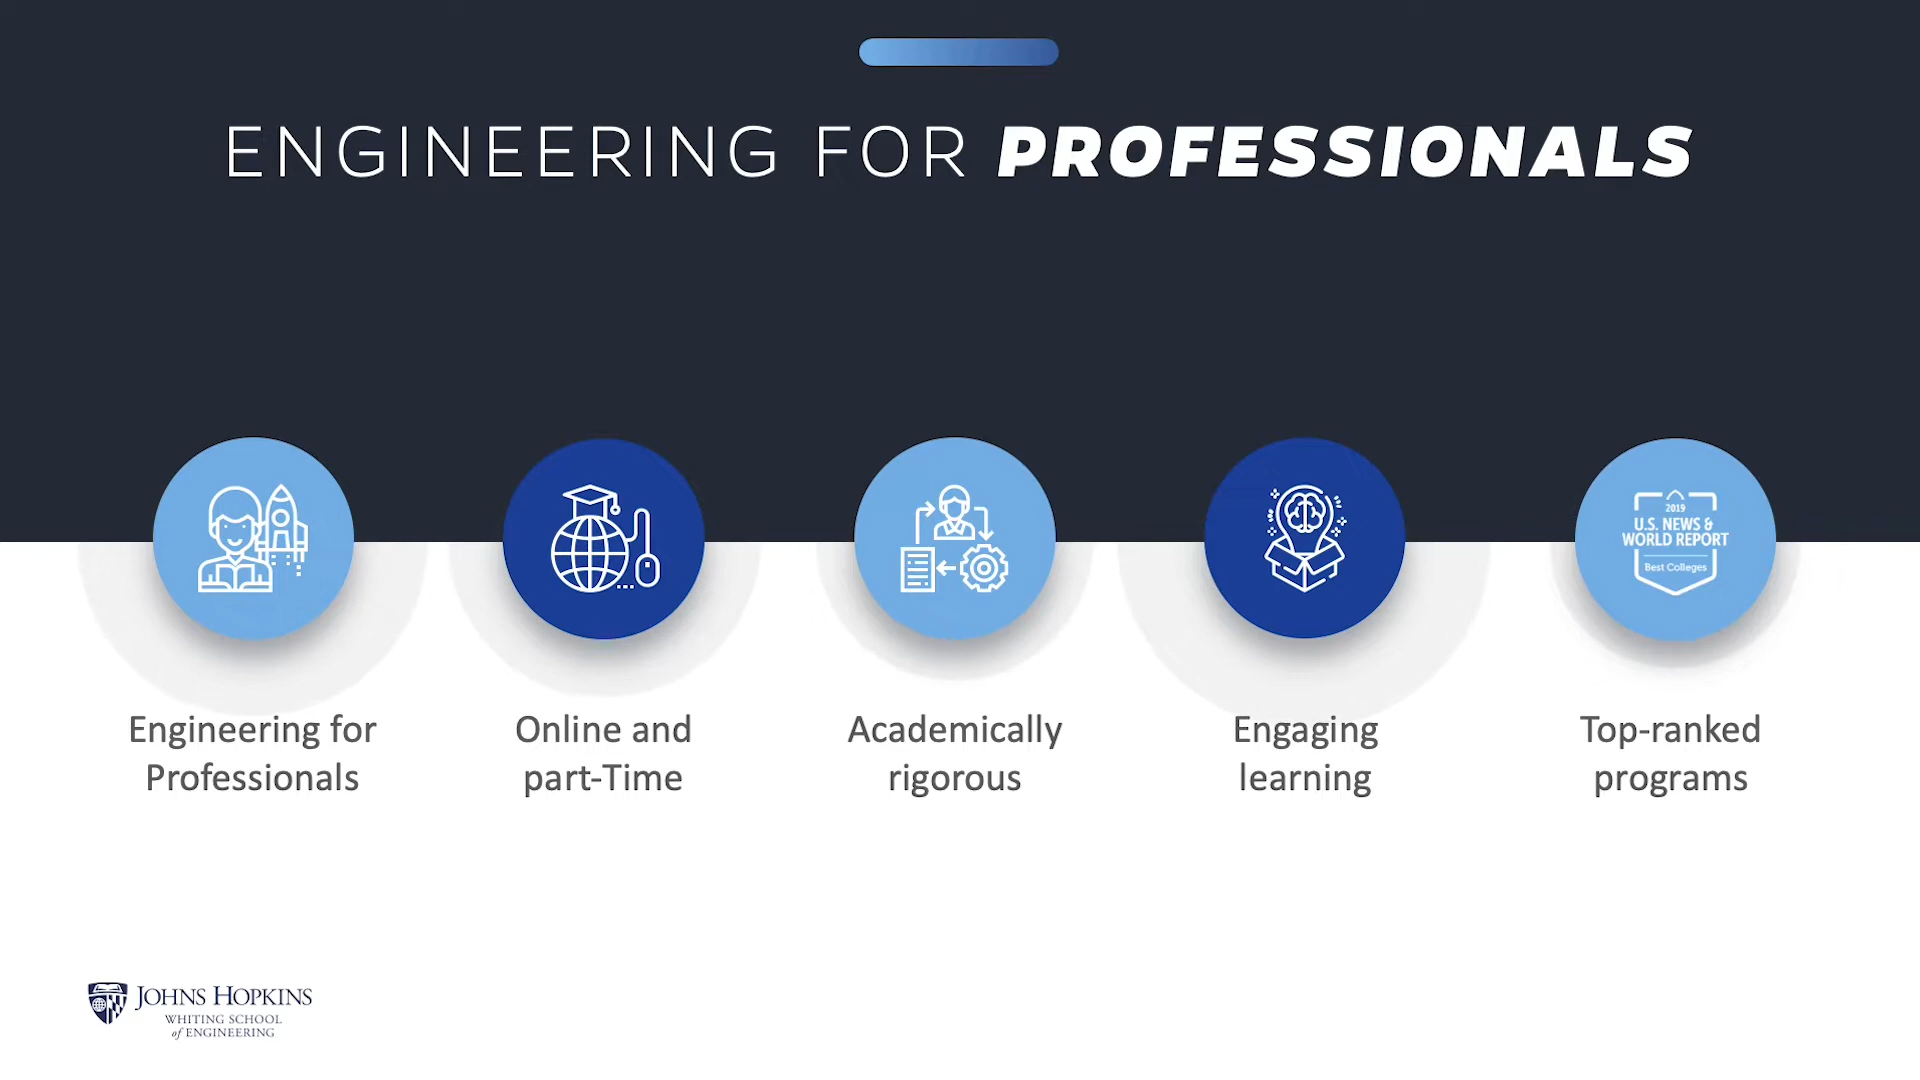 ENGINEERING FOR PROFESSIONALS
2019
U.S. NEWS &
WORLD REPORT
Best Colleges
Engineering for
Professionals
Online and
part-Time
Academically
rigorous
Engaging
learning
Top-ranked
programs
JOHNS HOPKINS
WHITING SCHOOL
of ENGINEERING